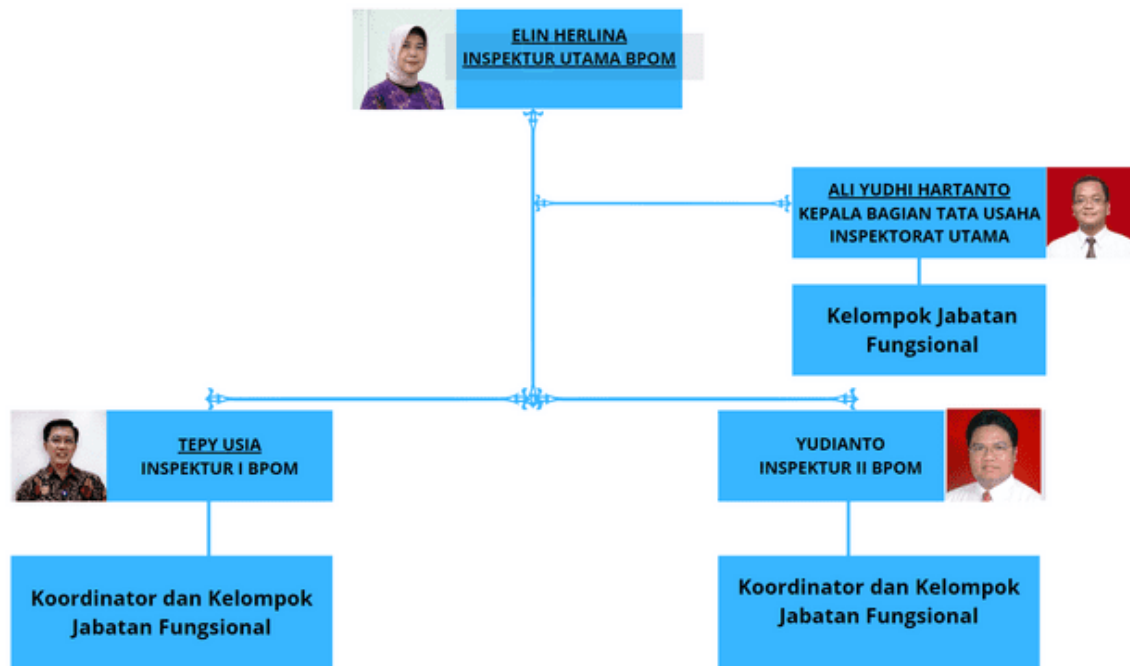 ELIN HERLINA
INSPEKTUR UTAMA BPOM
ALI YUDHI HARTANTO
KEPALA BAGIAN TATA USAHA
INSPEKTORAT UTAMA
Kelompok Jabatan
Fungsional
TEPY USIA
INSPEKTUR I BPOM
YUDIANTO
INSPEKTUR II BPOM
Koordinator dan Kelompok
Jabatan Fungsional
Koordinator dan Kelompok
Jabatan Fungsional